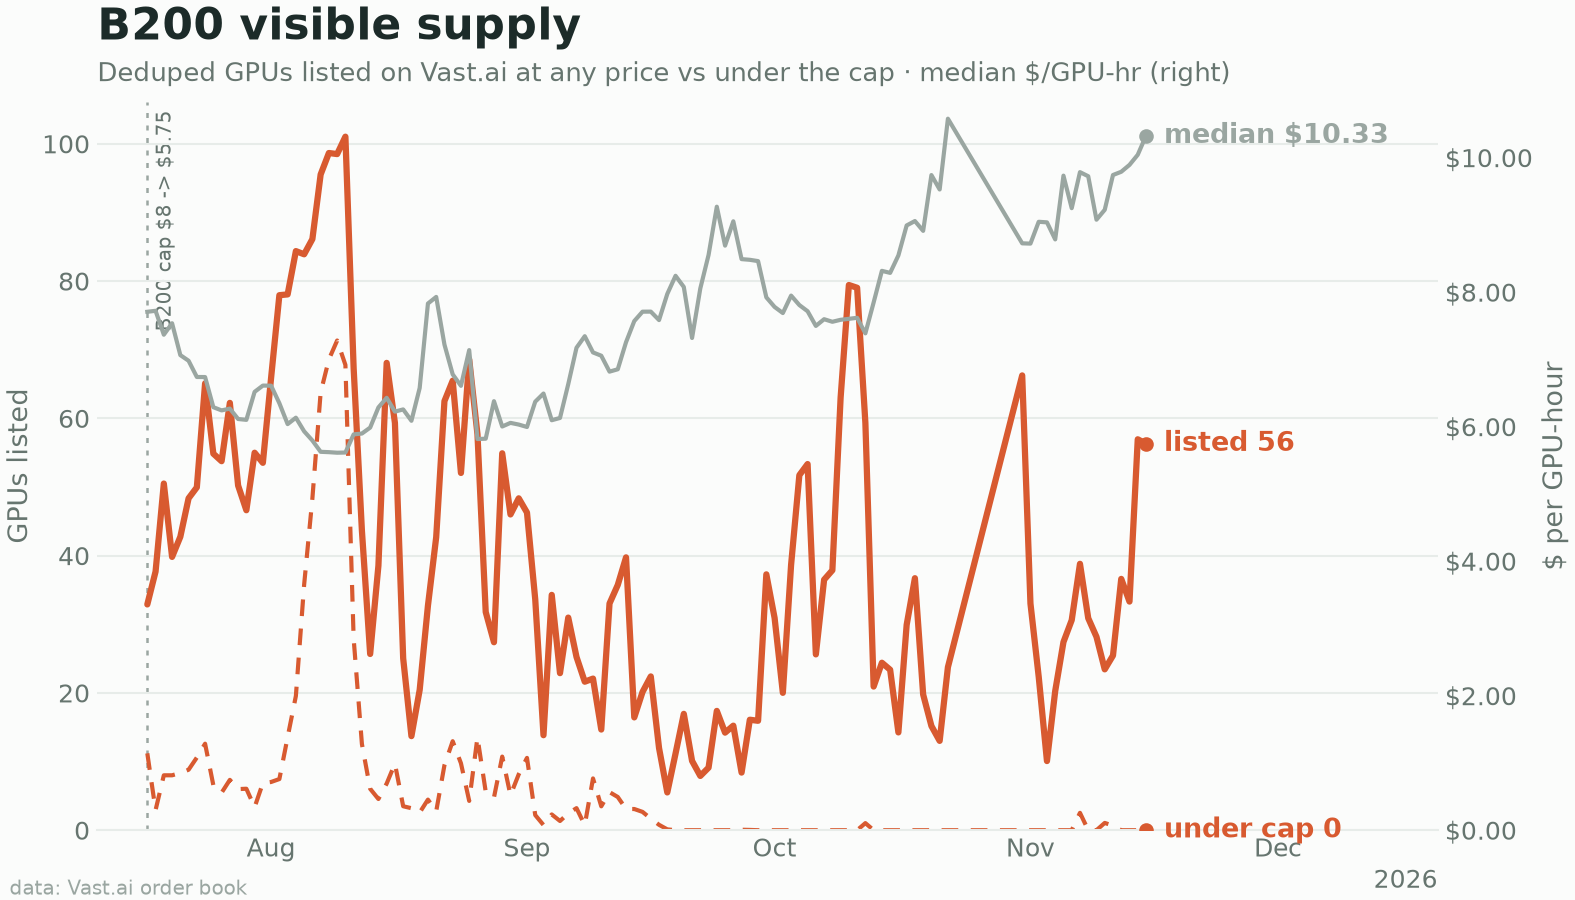 B200 visible supply
Deduped GPUs listed on Vast.ai at any price vs under the cap · median $/GPU-hr (right)
B200 cap $8 -> $5.75
GPUs listed
100
80
60
40
20
0
median $10.33
listed 56
under cap 0
$10.00
$8.00
$6.00
$4.00
$2.00
$0.00
$ per GPU-hour
Aug Sep Oct Nov Dec
2026
data: Vast.ai order book